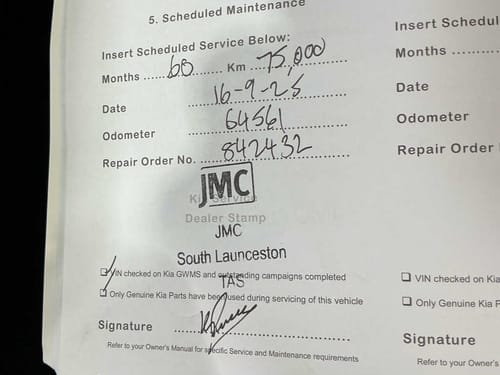 5. Scheduled Maintenance
Insert Scheduled Service Below:
Months 60 Km 75,000
Date 16-9-25
Odometer 64561
Repair Order No. 842432
JMC
Kia Service
Dealer Stamp
JMC
South Launceston
TAS
VIN checked on Kia GWMS and outstanding campaigns completed
Only Genuine Kia Parts have been used during servicing of this vehicle
Signature
Refer to your Owner's Manual for specific Service and Maintenance requirements
Insert Schedul
Months
Date
Odometer
Repair Order
VIN checked on Kia
Only Genuine Kia P
Signature
Refer to your Owner's